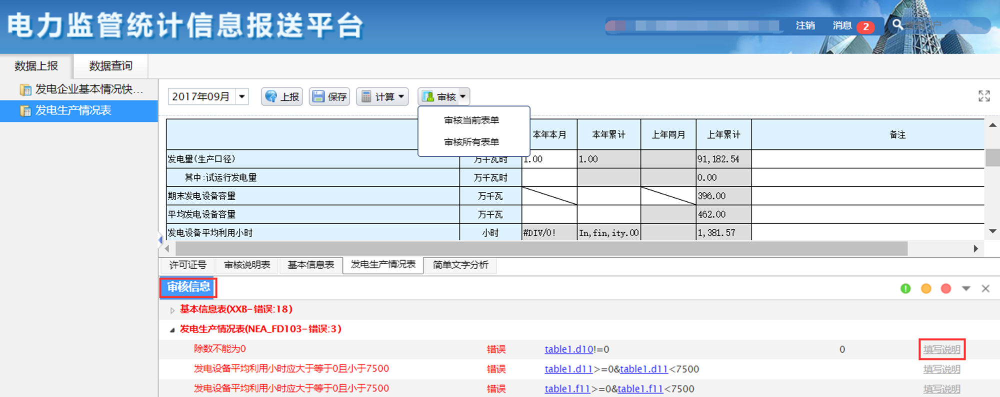 电力监管统计信息报送平台
注销 消息 2
数据上报 数据查询
发电企业基本情况快...
发电生产情况表
2017年09月 上报 保存 计算 审核
审核当前表单
审核所有表单
本年本月 本年累计 上年同月 上年累计 备注
发电量(生产口径) 万千瓦时 1.00 1.00 91,182.54
其中:试运行发电量 万千瓦时 0.00
期末发电设备容量 万千瓦 396.00
平均发电设备容量 万千瓦 462.00
发电设备平均利用小时 小时 #DIV/0! In,fin,ity.00 1,381.57
许可证号 审核说明表 基本信息表 发电生产情况表 简单文字分析
审核信息
基本信息表(XXB-错误:18)
发电生产情况表(NEA_FD103-错误:3)
除数不能为0 错误 table1.d10!=0 0 填写说明
发电设备平均利用小时应大于等于0且小于7500 错误 table1.d11>=0&table1.d11<7500 填写说明
发电设备平均利用小时应大于等于0且小于7500 错误 table1.f11>=0&table1.f11<7500 填写说明